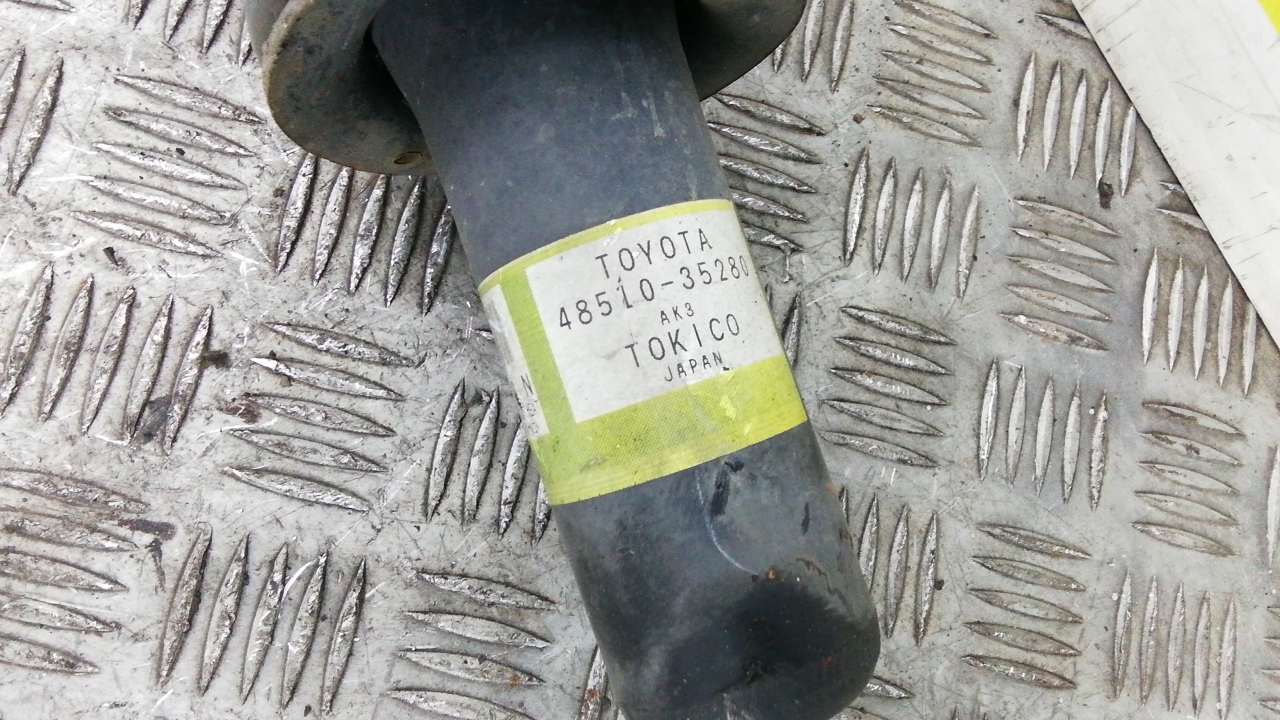 TOYOTA
48510-35280
AK3
TOKICO
JAPAN